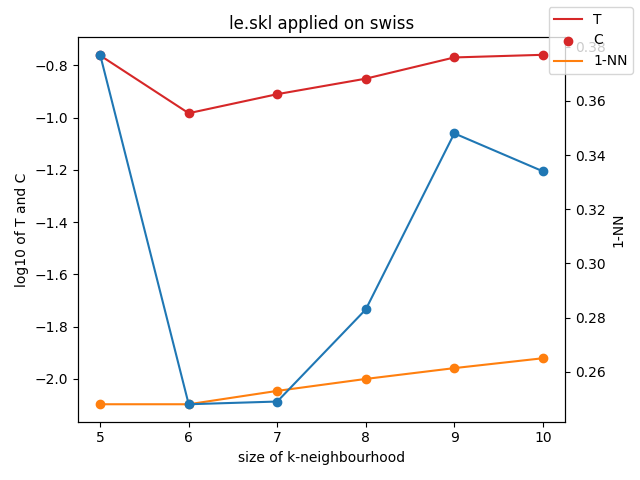 le.skl applied on swiss
T
C
1-NN
log10 of T and C
−0.8
−1.0
−1.2
−1.4
−1.6
−1.8
−2.0
0.38
0.36
0.34
0.32
0.30
0.28
0.26
1-NN
5 6 7 8 9 10
size of k-neighbourhood